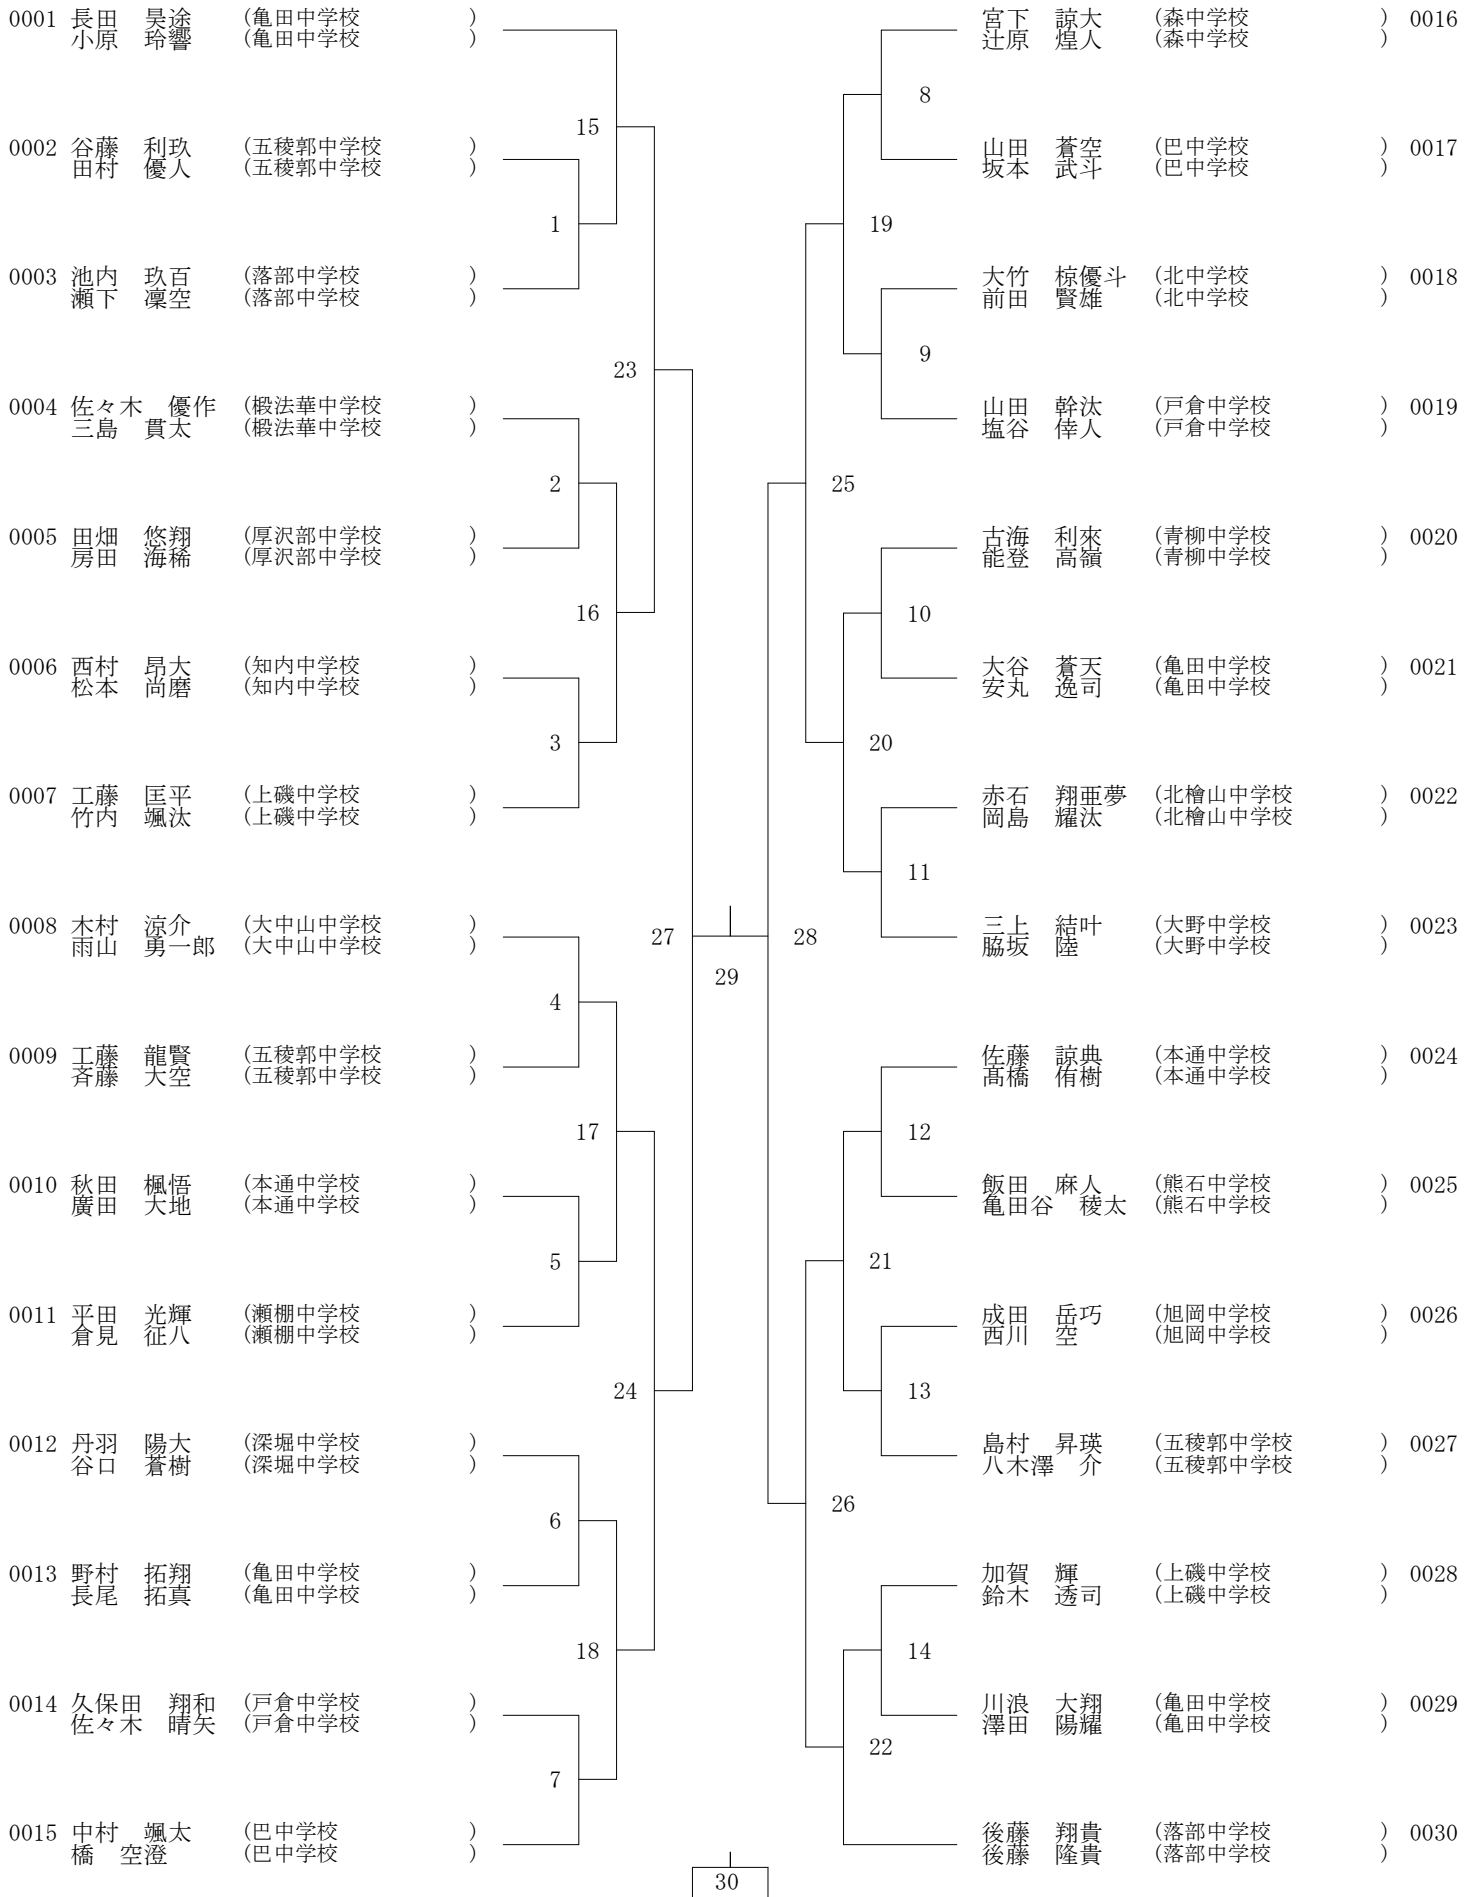 0001 長田 昊途 (亀田中学校 )
小原 玲響 (亀田中学校 )
15
0002 谷藤 利玖 (五稜郭中学校 )
田村 優人 (五稜郭中学校 )
1
0003 池内 玖百 (落部中学校 )
瀬下 凜空 (落部中学校 )
23
0004 佐々木 優作 (椴法華中学校 )
三島 貫太 (椴法華中学校 )
2
0005 田畑 悠翔 (厚沢部中学校 )
房田 海稀 (厚沢部中学校 )
16
0006 西村 昂大 (知内中学校 )
松本 尚磨 (知内中学校 )
3
0007 工藤 匡平 (上磯中学校 )
竹内 颯汰 (上磯中学校 )
27
0008 木村 涼介 (大中山中学校 )
雨山 勇一郎 (大中山中学校 )
4
0009 工藤 龍賢 (五稜郭中学校 )
斉藤 大空 (五稜郭中学校 )
17
0010 秋田 楓悟 (本通中学校 )
廣田 大地 (本通中学校 )
5
0011 平田 光輝 (瀬棚中学校 )
倉見 征八 (瀬棚中学校 )
24
0012 丹羽 陽大 (深堀中学校 )
谷口 蒼樹 (深堀中学校 )
6
0013 野村 拓翔 (亀田中学校 )
長尾 拓真 (亀田中学校 )
18
0014 久保田 翔和 (戸倉中学校 )
佐々木 晴矢 (戸倉中学校 )
7
0015 中村 颯太 (巴中学校 )
橋 空澄 (巴中学校 )
29
30
宮下 諒大 (森中学校 ) 0016
辻原 煌人 (森中学校 )
8
山田 蒼空 (巴中学校 ) 0017
坂本 武斗 (巴中学校 )
19
大竹 椋優斗 (北中学校 ) 0018
前田 賢雄 (北中学校 )
9
山田 幹汰 (戸倉中学校 ) 0019
塩谷 倖人 (戸倉中学校 )
25
古海 利來 (青柳中学校 ) 0020
能登 高嶺 (青柳中学校 )
10
大谷 蒼天 (亀田中学校 ) 0021
安丸 逸司 (亀田中学校 )
20
赤石 翔亜夢 (北檜山中学校 ) 0022
岡島 耀汰 (北檜山中学校 )
11
三上 結叶 (大野中学校 ) 0023
脇坂 陸 (大野中学校 )
28
佐藤 諒典 (本通中学校 ) 0024
髙橋 侑樹 (本通中学校 )
12
飯田 麻人 (熊石中学校 ) 0025
亀田谷 稜太 (熊石中学校 )
21
成田 岳巧 (旭岡中学校 ) 0026
西川 空 (旭岡中学校 )
13
島村 昇瑛 (五稜郭中学校 ) 0027
八木澤 介 (五稜郭中学校 )
26
加賀 輝 (上磯中学校 ) 0028
鈴木 透司 (上磯中学校 )
14
川浪 大翔 (亀田中学校 ) 0029
澤田 陽耀 (亀田中学校 )
22
後藤 翔貴 (落部中学校 ) 0030
後藤 隆貴 (落部中学校 )